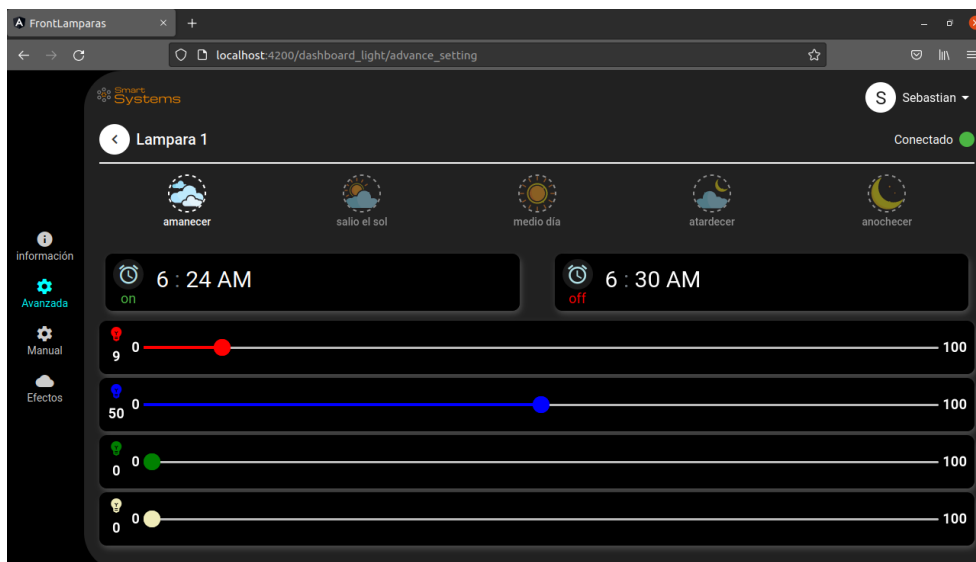 FrontLamparas
localhost:4200/dashboard_light/advance_setting
Smart
Systems
S Sebastian
Lampara 1
Conectado
amanecer
salio el sol
medio día
atardecer
anochecer
información
Avanzada
Manual
Efectos
on
6 : 24 AM
off
6 : 30 AM
9 0 100
50 0 100
0 0 100
0 0 100